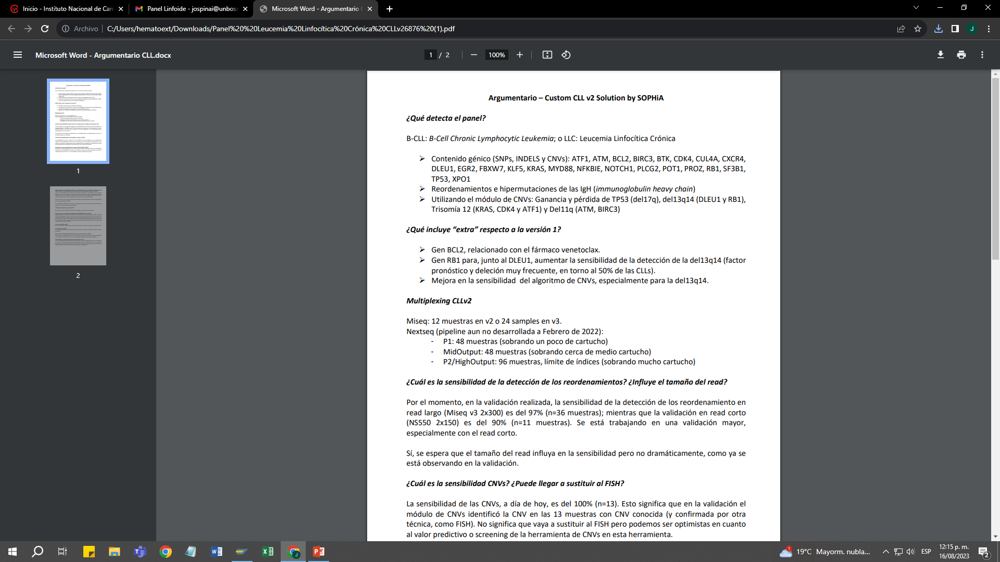 Inicio - Instituto Nacional de Can
Panel Linfoide - jospinai@unbosc
Microsoft Word - Argumentario C
Archivo
C:/Users/hematoext/Downloads/Panel%20%20Leucemia%20Linfocítica%20Crónica%20CLLv26876%20(1).pdf
J
Microsoft Word - Argumentario CLL.docx
1 / 2
100%
1
2
Argumentario – Custom CLL v2 Solution by SOPHiA
¿Qué detecta el panel?
B-CLL: B-Cell Chronic Lymphocytic Leukemia; o LLC: Leucemia Linfocítica Crónica
➢ Contenido génico (SNPs, INDELS y CNVs): ATF1, ATM, BCL2, BIRC3, BTK, CDK4, CUL4A, CXCR4,
DLEU1, EGR2, FBXW7, KLF5, KRAS, MYD88, NFKBIE, NOTCH1, PLCG2, POT1, PROZ, RB1, SF3B1,
TP53, XPO1
➢ Reordenamientos e hipermutaciones de las IgH (immunoglobulin heavy chain)
➢ Utilizando el módulo de CNVs: Ganancia y pérdida de TP53 (del17q), del13q14 (DLEU1 y RB1),
Trisomía 12 (KRAS, CDK4 y ATF1) y Del11q (ATM, BIRC3)
¿Qué incluye “extra” respecto a la versión 1?
➢ Gen BCL2, relacionado con el fármaco venetoclax.
➢ Gen RB1 para, junto al DLEU1, aumentar la sensibilidad de la detección de la del13q14 (factor
pronóstico y deleción muy frecuente, en torno al 50% de las CLLs).
➢ Mejora en la sensibilidad del algoritmo de CNVs, especialmente para la del13q14.
Multiplexing CLLv2
Miseq: 12 muestras en v2 o 24 samples en v3.
Nextseq (pipeline aun no desarrollada a Febrero de 2022):
- P1: 48 muestras (sobrando un poco de cartucho)
- MidOutput: 48 muestras (sobrando cerca de medio cartucho)
- P2/HighOutput: 96 muestras, límite de índices (sobrando mucho cartucho)
¿Cuál es la sensibilidad de la detección de los reordenamientos? ¿Influye el tamaño del read?
Por el momento, en la validación realizada, la sensibilidad de la detección de los reordenamiento en
read largo (Miseq v3 2x300) es del 97% (n=36 muestras); mientras que la validación en read corto
(NS550 2x150) es del 90% (n=11 muestras). Se está trabajando en una validación mayor,
especialmente con el read corto.
Sí, se espera que el tamaño del read influya en la sensibilidad pero no dramáticamente, como ya se
está observando en la validación.
¿Cuál es la sensibilidad CNVs? ¿Puede llegar a sustituir al FISH?
La sensibilidad de las CNVs, a día de hoy, es del 100% (n=13). Esto significa que en la validación el
módulo de CNVs identificó la CNV en las 13 muestras con CNV conocida (y confirmada por otra
técnica, como FISH). No significa que vaya a sustituir al FISH pero podemos ser optimistas en cuanto
al valor predictivo o screening de la herramienta de CNVs en esta herramienta.
1
19°C Mayorm. nubla...
ESP
12:15 p. m.
16/08/2023
2